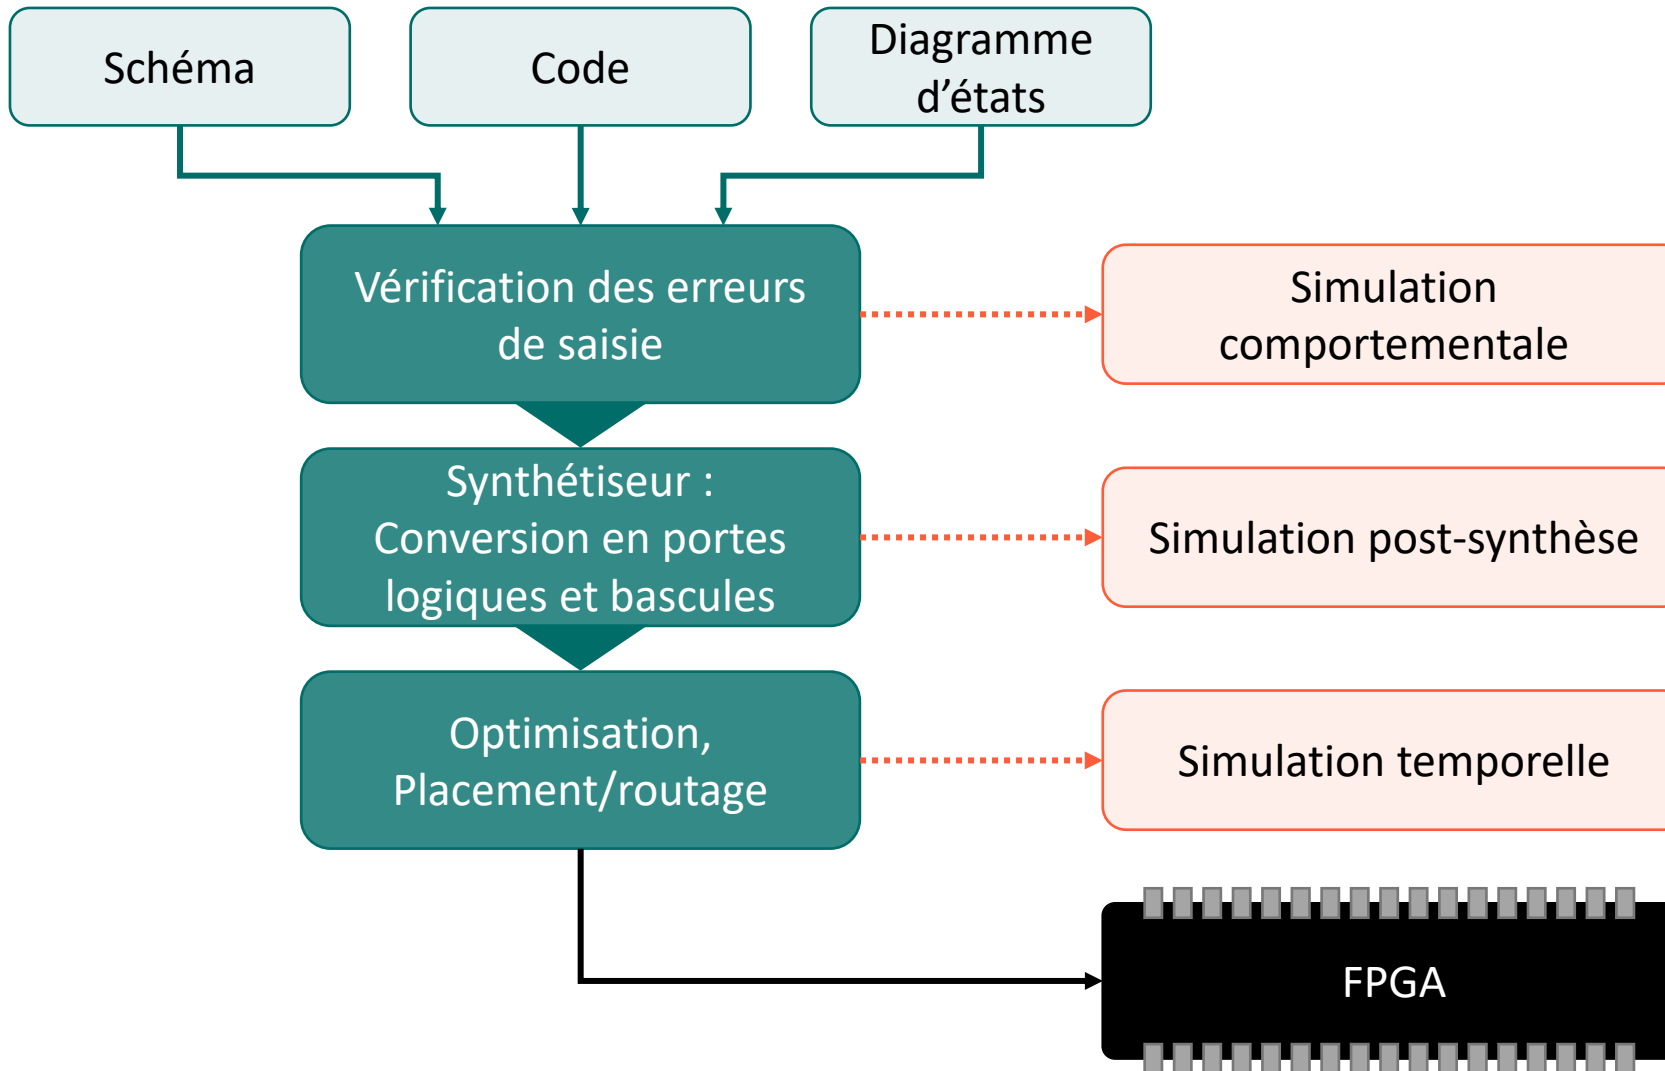 Schéma
Code
Diagramme
d’états
Vérification des erreurs
de saisie
Simulation
comportementale
Synthétiseur :
Conversion en portes
logiques et bascules
Simulation post-synthèse
Optimisation,
Placement/routage
Simulation temporelle
FPGA